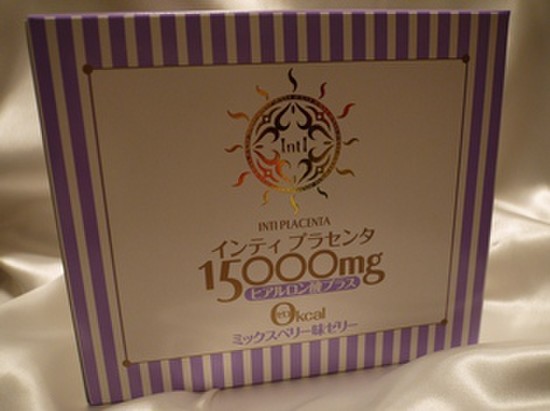 Inti
INTI PLACENTA
インティ プラセンタ
15000mg
ヒアルロン酸プラス
0kcal
ミックスベリー味ゼリー